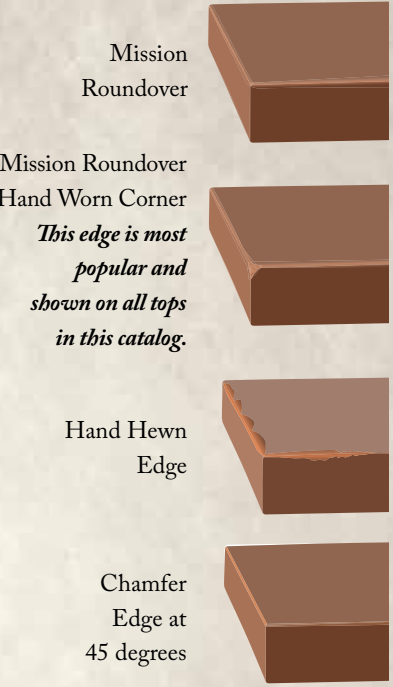 Mission
Roundover
Mission Roundover
Hand Worn Corner
This edge is most
popular and
shown on all tops
in this catalog.
Hand Hewn
Edge
Chamfer
Edge at
45 degrees